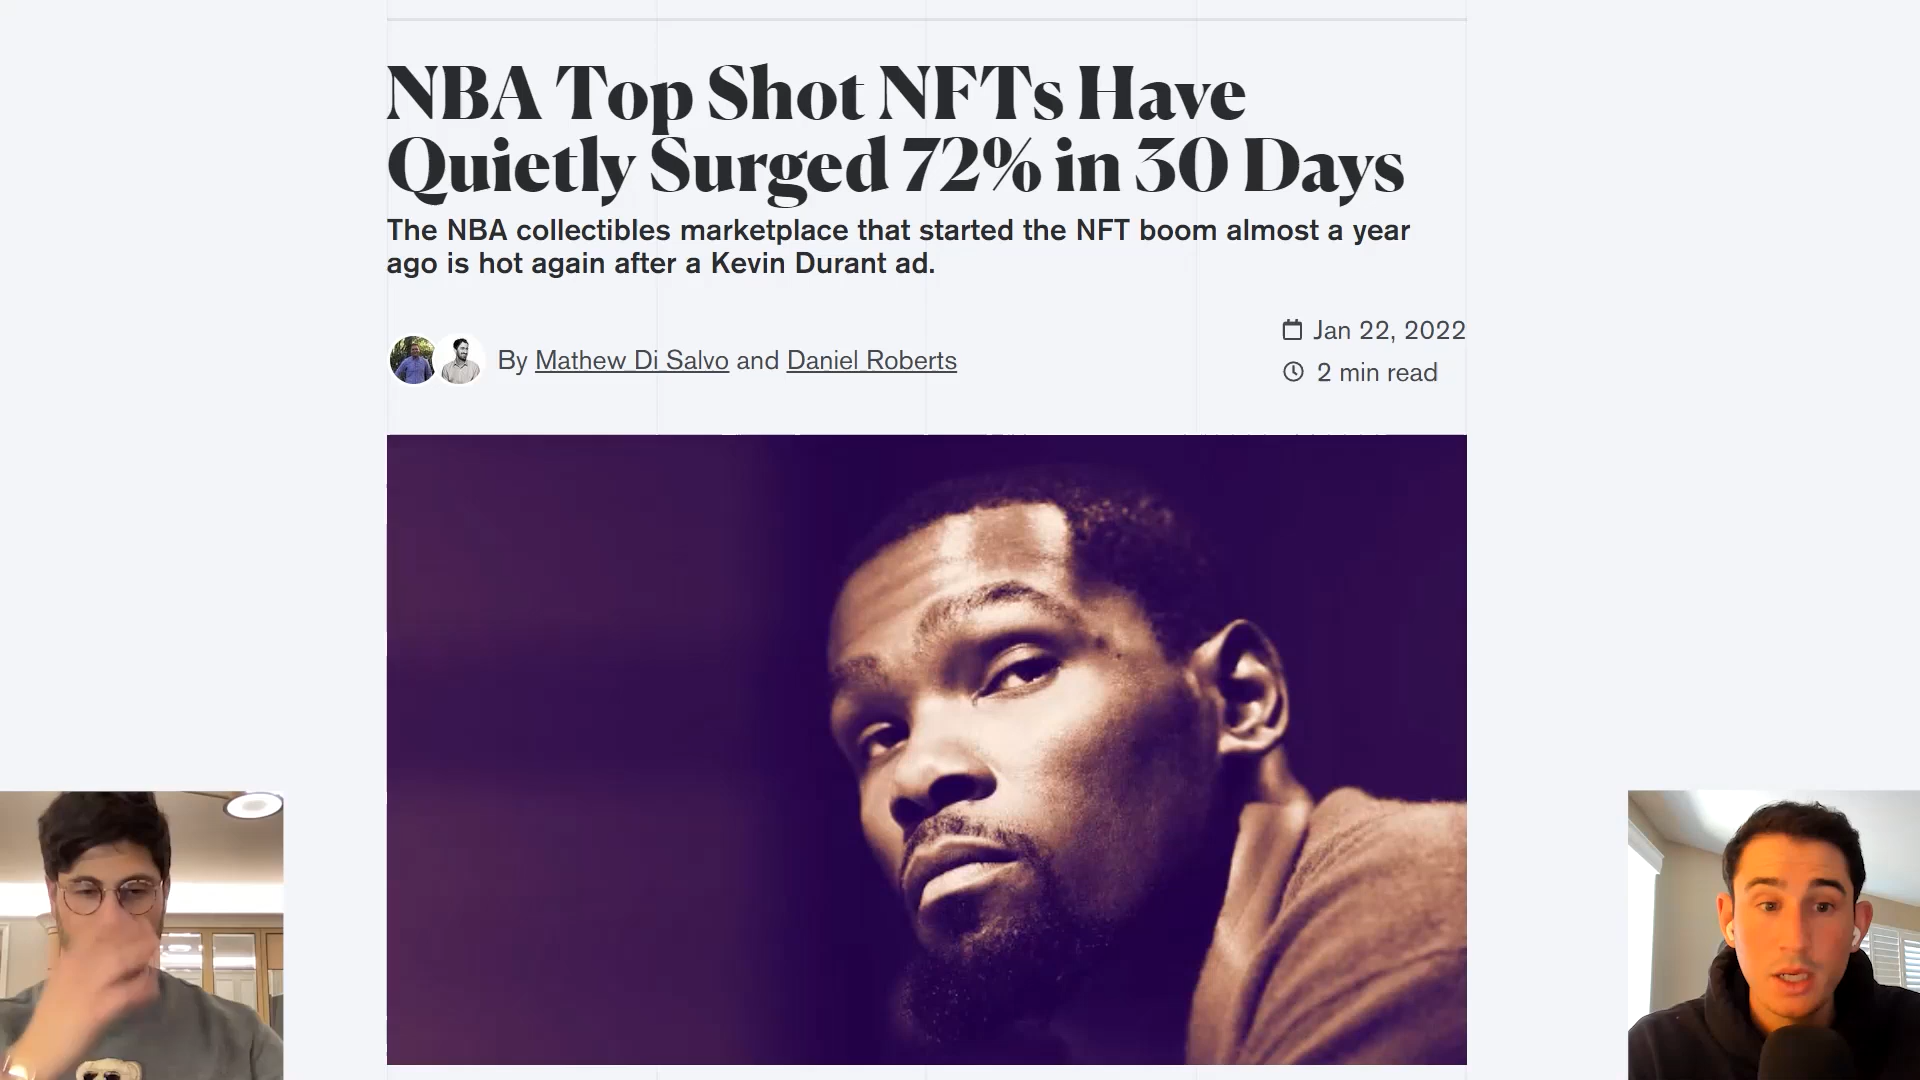 NBA Top Shot NFTs Have
Quietly Surged 72% in 30 Days
The NBA collectibles marketplace that started the NFT boom almost a year
ago is hot again after a Kevin Durant ad.
By Mathew Di Salvo and Daniel Roberts
Jan 22, 2022
2 min read